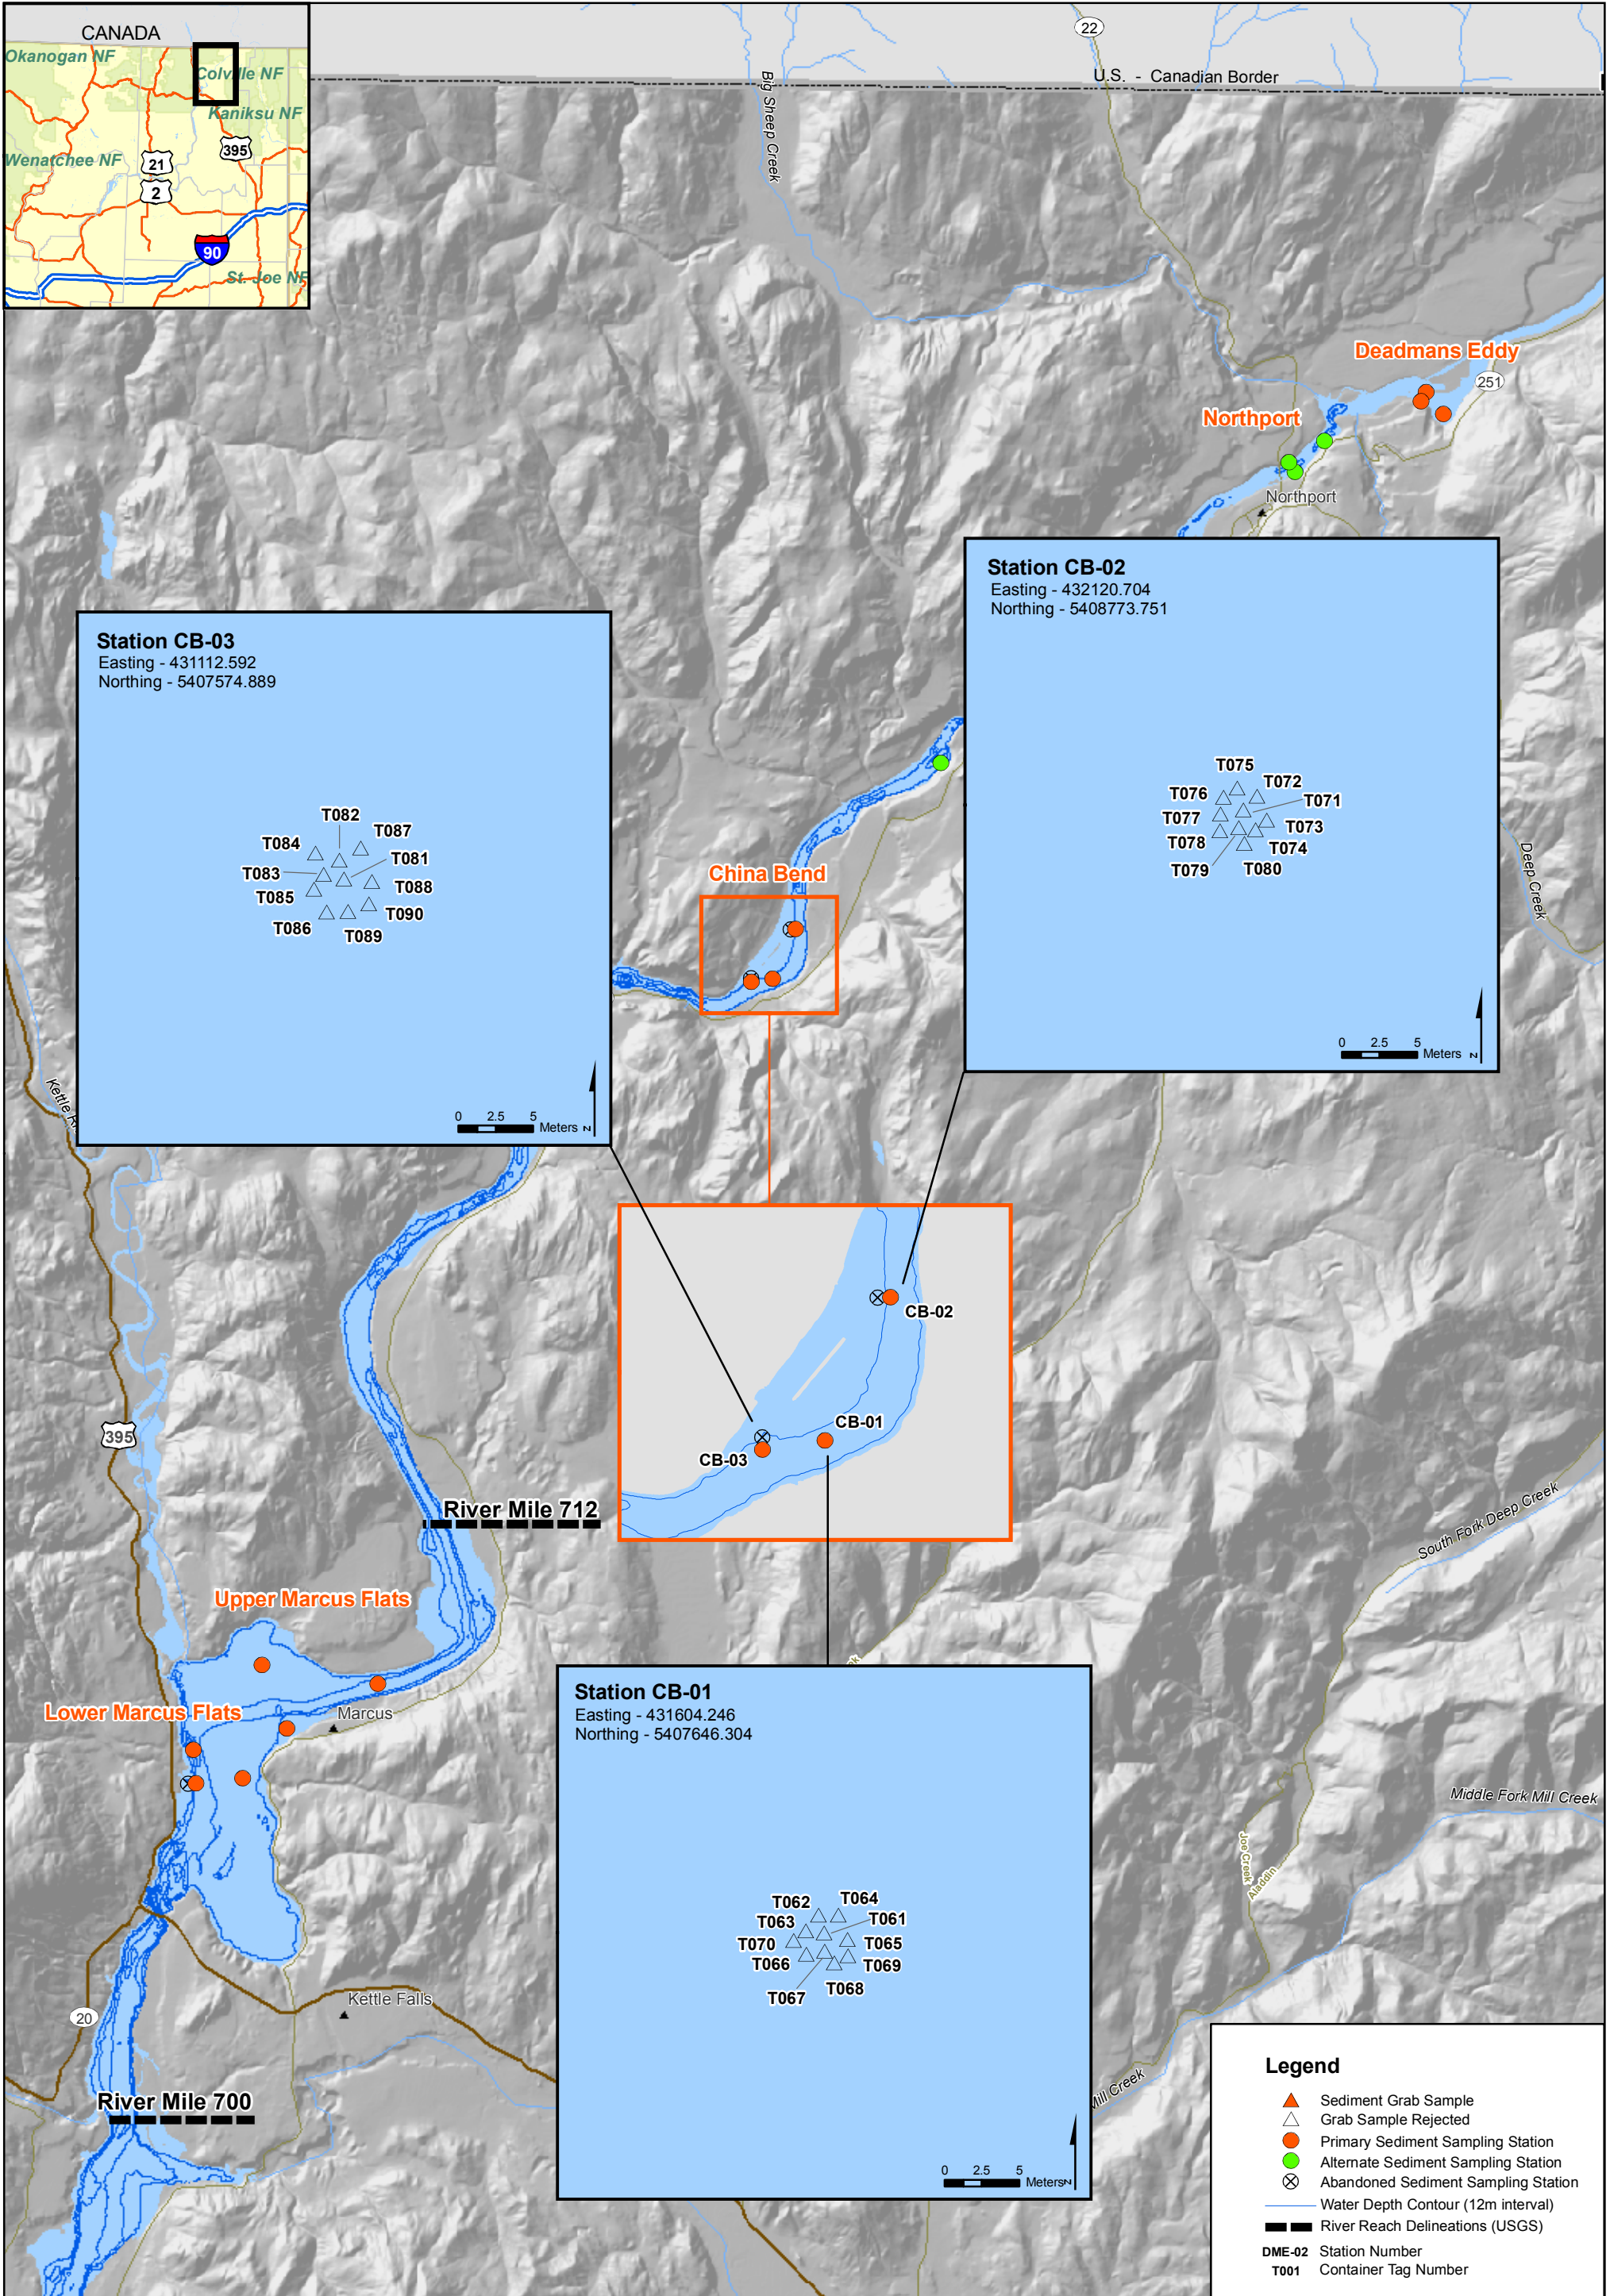 CANADA
Okanogan NF
Colville NF
Kaniksu NF
Wenatchee NF
395
21
2
90
St. Joe NF
22
U.S. - Canadian Border
Big Sheep Creek
Deadmans Eddy
251
Northport
Northport
Station CB-02
Easting - 432120.704
Northing - 5408773.751
T075
T072
T076
T071
T077
T073
T078
T074
T079
T080
0 2.5 5
Meters N
Station CB-03
Easting - 431112.592
Northing - 5407574.889
T082
T087
T084
T081
T083
T088
T085
T090
T086
T089
0 2.5 5
Meters N
China Bend
Deep Creek
Kettle
CB-02
CB-01
CB-03
395
River Mile 712
South Fork Deep Creek
Upper Marcus Flats
Lower Marcus Flats
Marcus
Station CB-01
Easting - 431604.246
Northing - 5407646.304
T062
T064
T063
T061
T070
T065
T066
T069
T067
T068
0 2.5 5
Meters N
Middle Fork Mill Creek
Joe Creek
Aladdin
Kettle Falls
20
River Mile 700
Mill Creek
Legend
Sediment Grab Sample
Grab Sample Rejected
Primary Sediment Sampling Station
Alternate Sediment Sampling Station
Abandoned Sediment Sampling Station
Water Depth Contour (12m interval)
River Reach Delineations (USGS)
DME-02 Station Number
T001 Container Tag Number